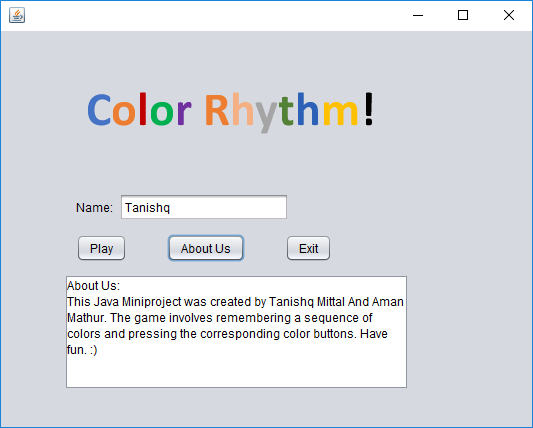 Color Rhythm!
Name: Tanishq
Play About Us Exit
About Us:
This Java Miniproject was created by Tanishq Mittal And Aman
Mathur. The game involves remembering a sequence of
colors and pressing the corresponding color buttons. Have
fun. :)